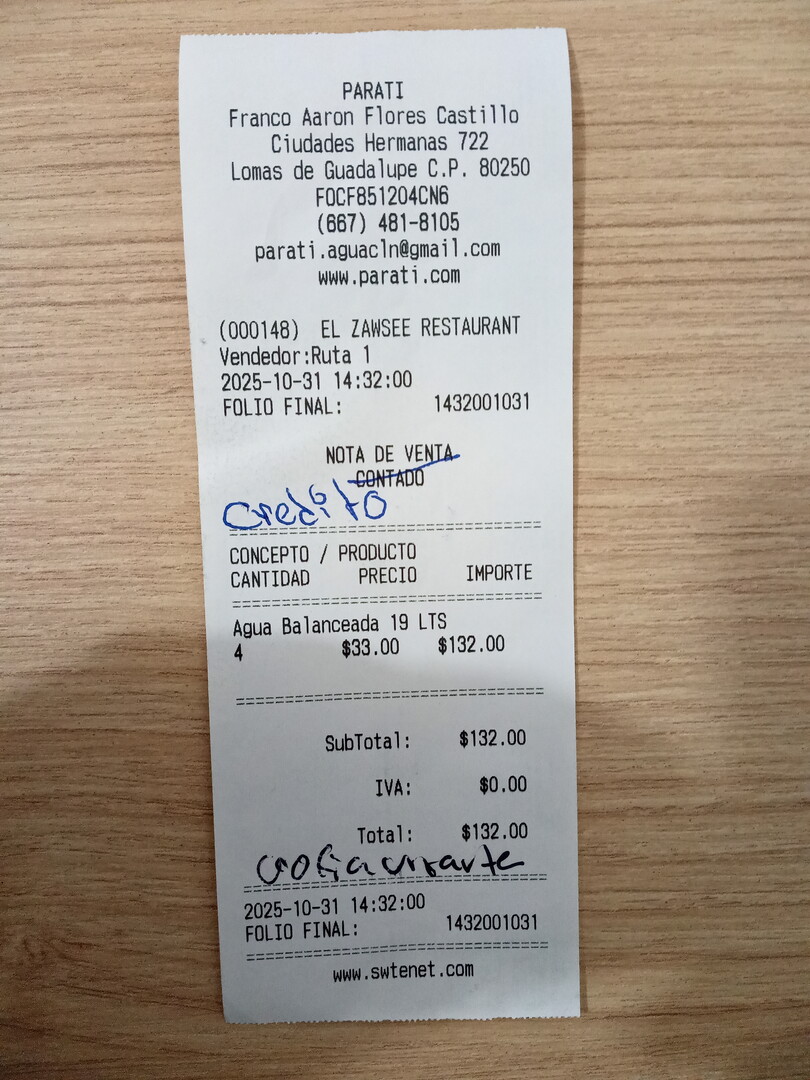 PARATI
Franco Aaron Flores Castillo
Ciudades Hermanas 722
Lomas de Guadalupe C.P. 80250
FOCF851204CN6
(667) 481-8105
parati.aguacln@gmail.com
www.parati.com
(000148) EL ZAWSEE RESTAURANT
Vendedor:Ruta 1
2025-10-31 14:32:00
FOLIO FINAL: 1432001031
NOTA DE VENTA
CONTADO
Credito
CONCEPTO / PRODUCTO
CANTIDAD PRECIO IMPORTE
Agua Balanceada 19 LTS
4 $33.00 $132.00
SubTotal: $132.00
IVA: $0.00
Total: $132.00
2025-10-31 14:32:00
FOLIO FINAL: 1432001031
www.swtenet.com